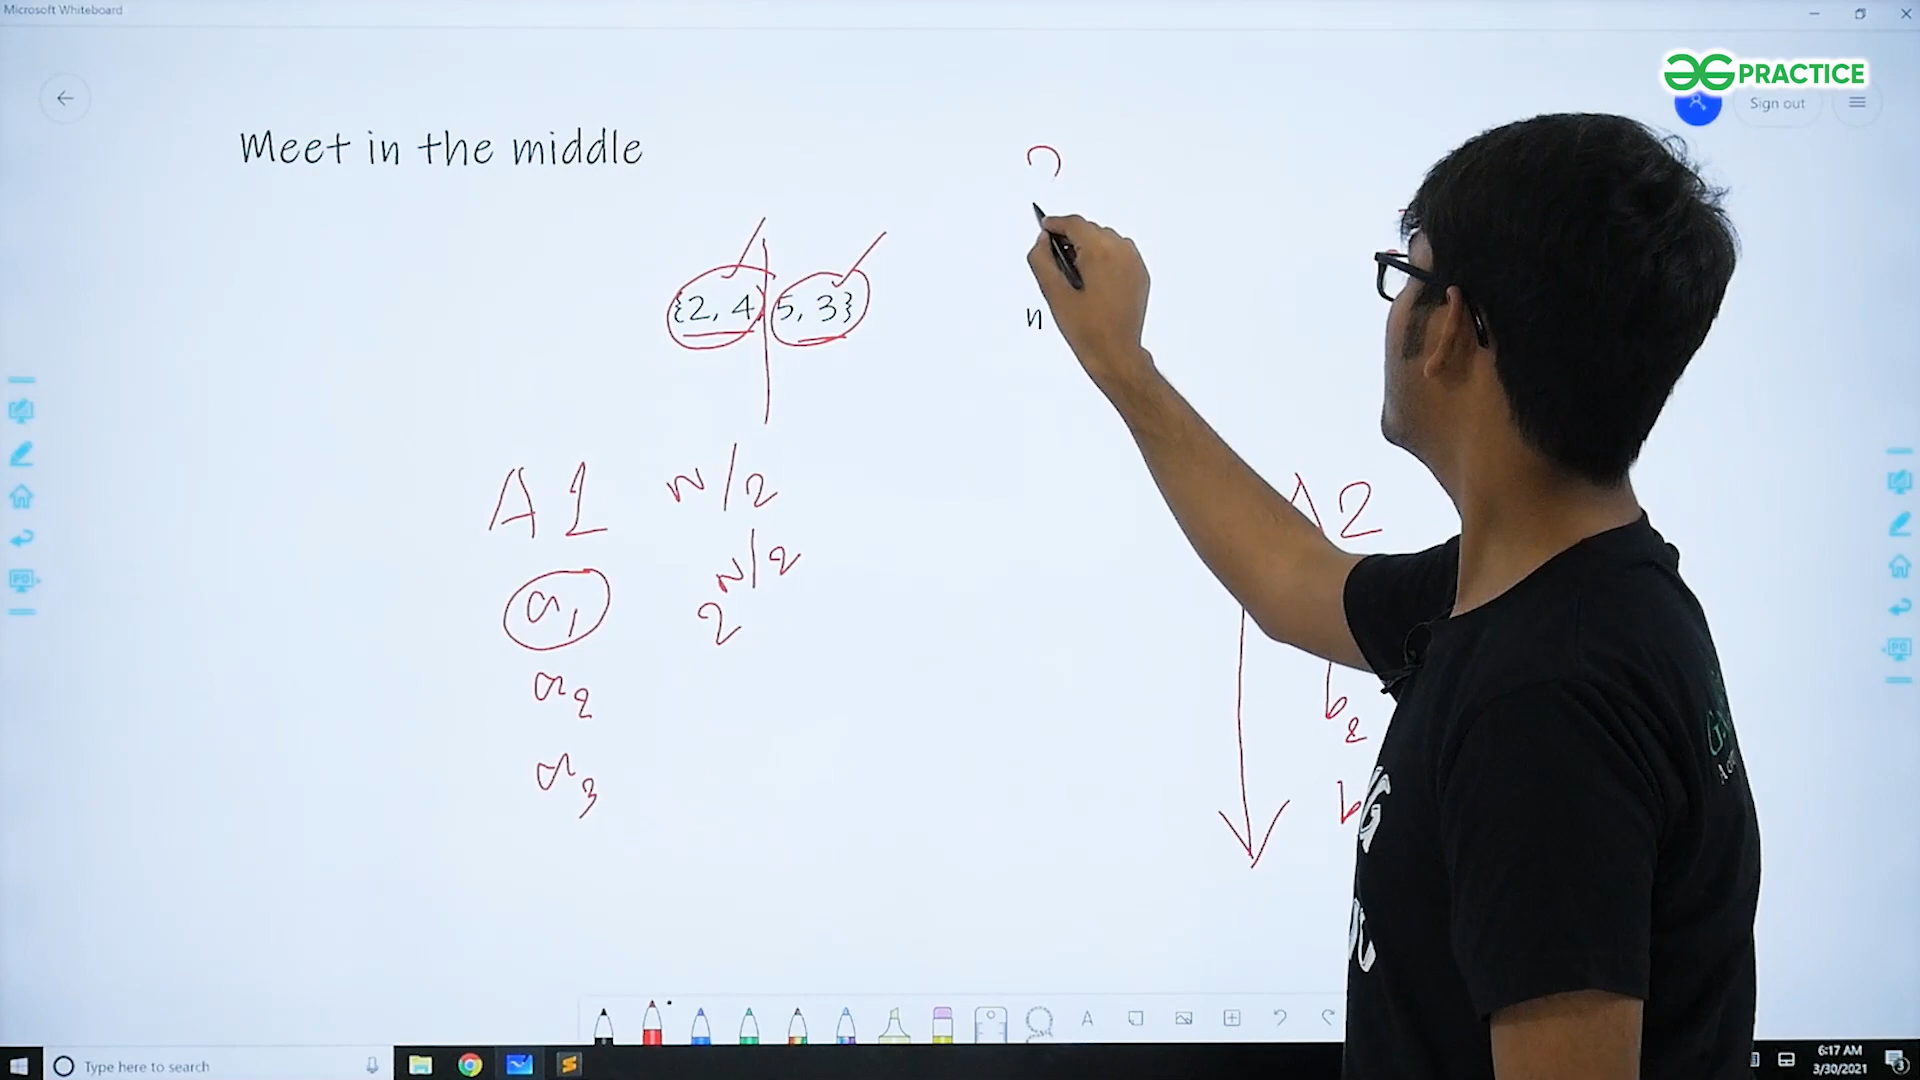 Microsoft Whiteboard
PRACTICE
Sign out
Meet in the middle
{2, 4, 5, 3}
n
A1 N/2
A2
2^N/2
a1
a2
b2
a3
b
Type here to search
6:17 AM
3/30/2021
3